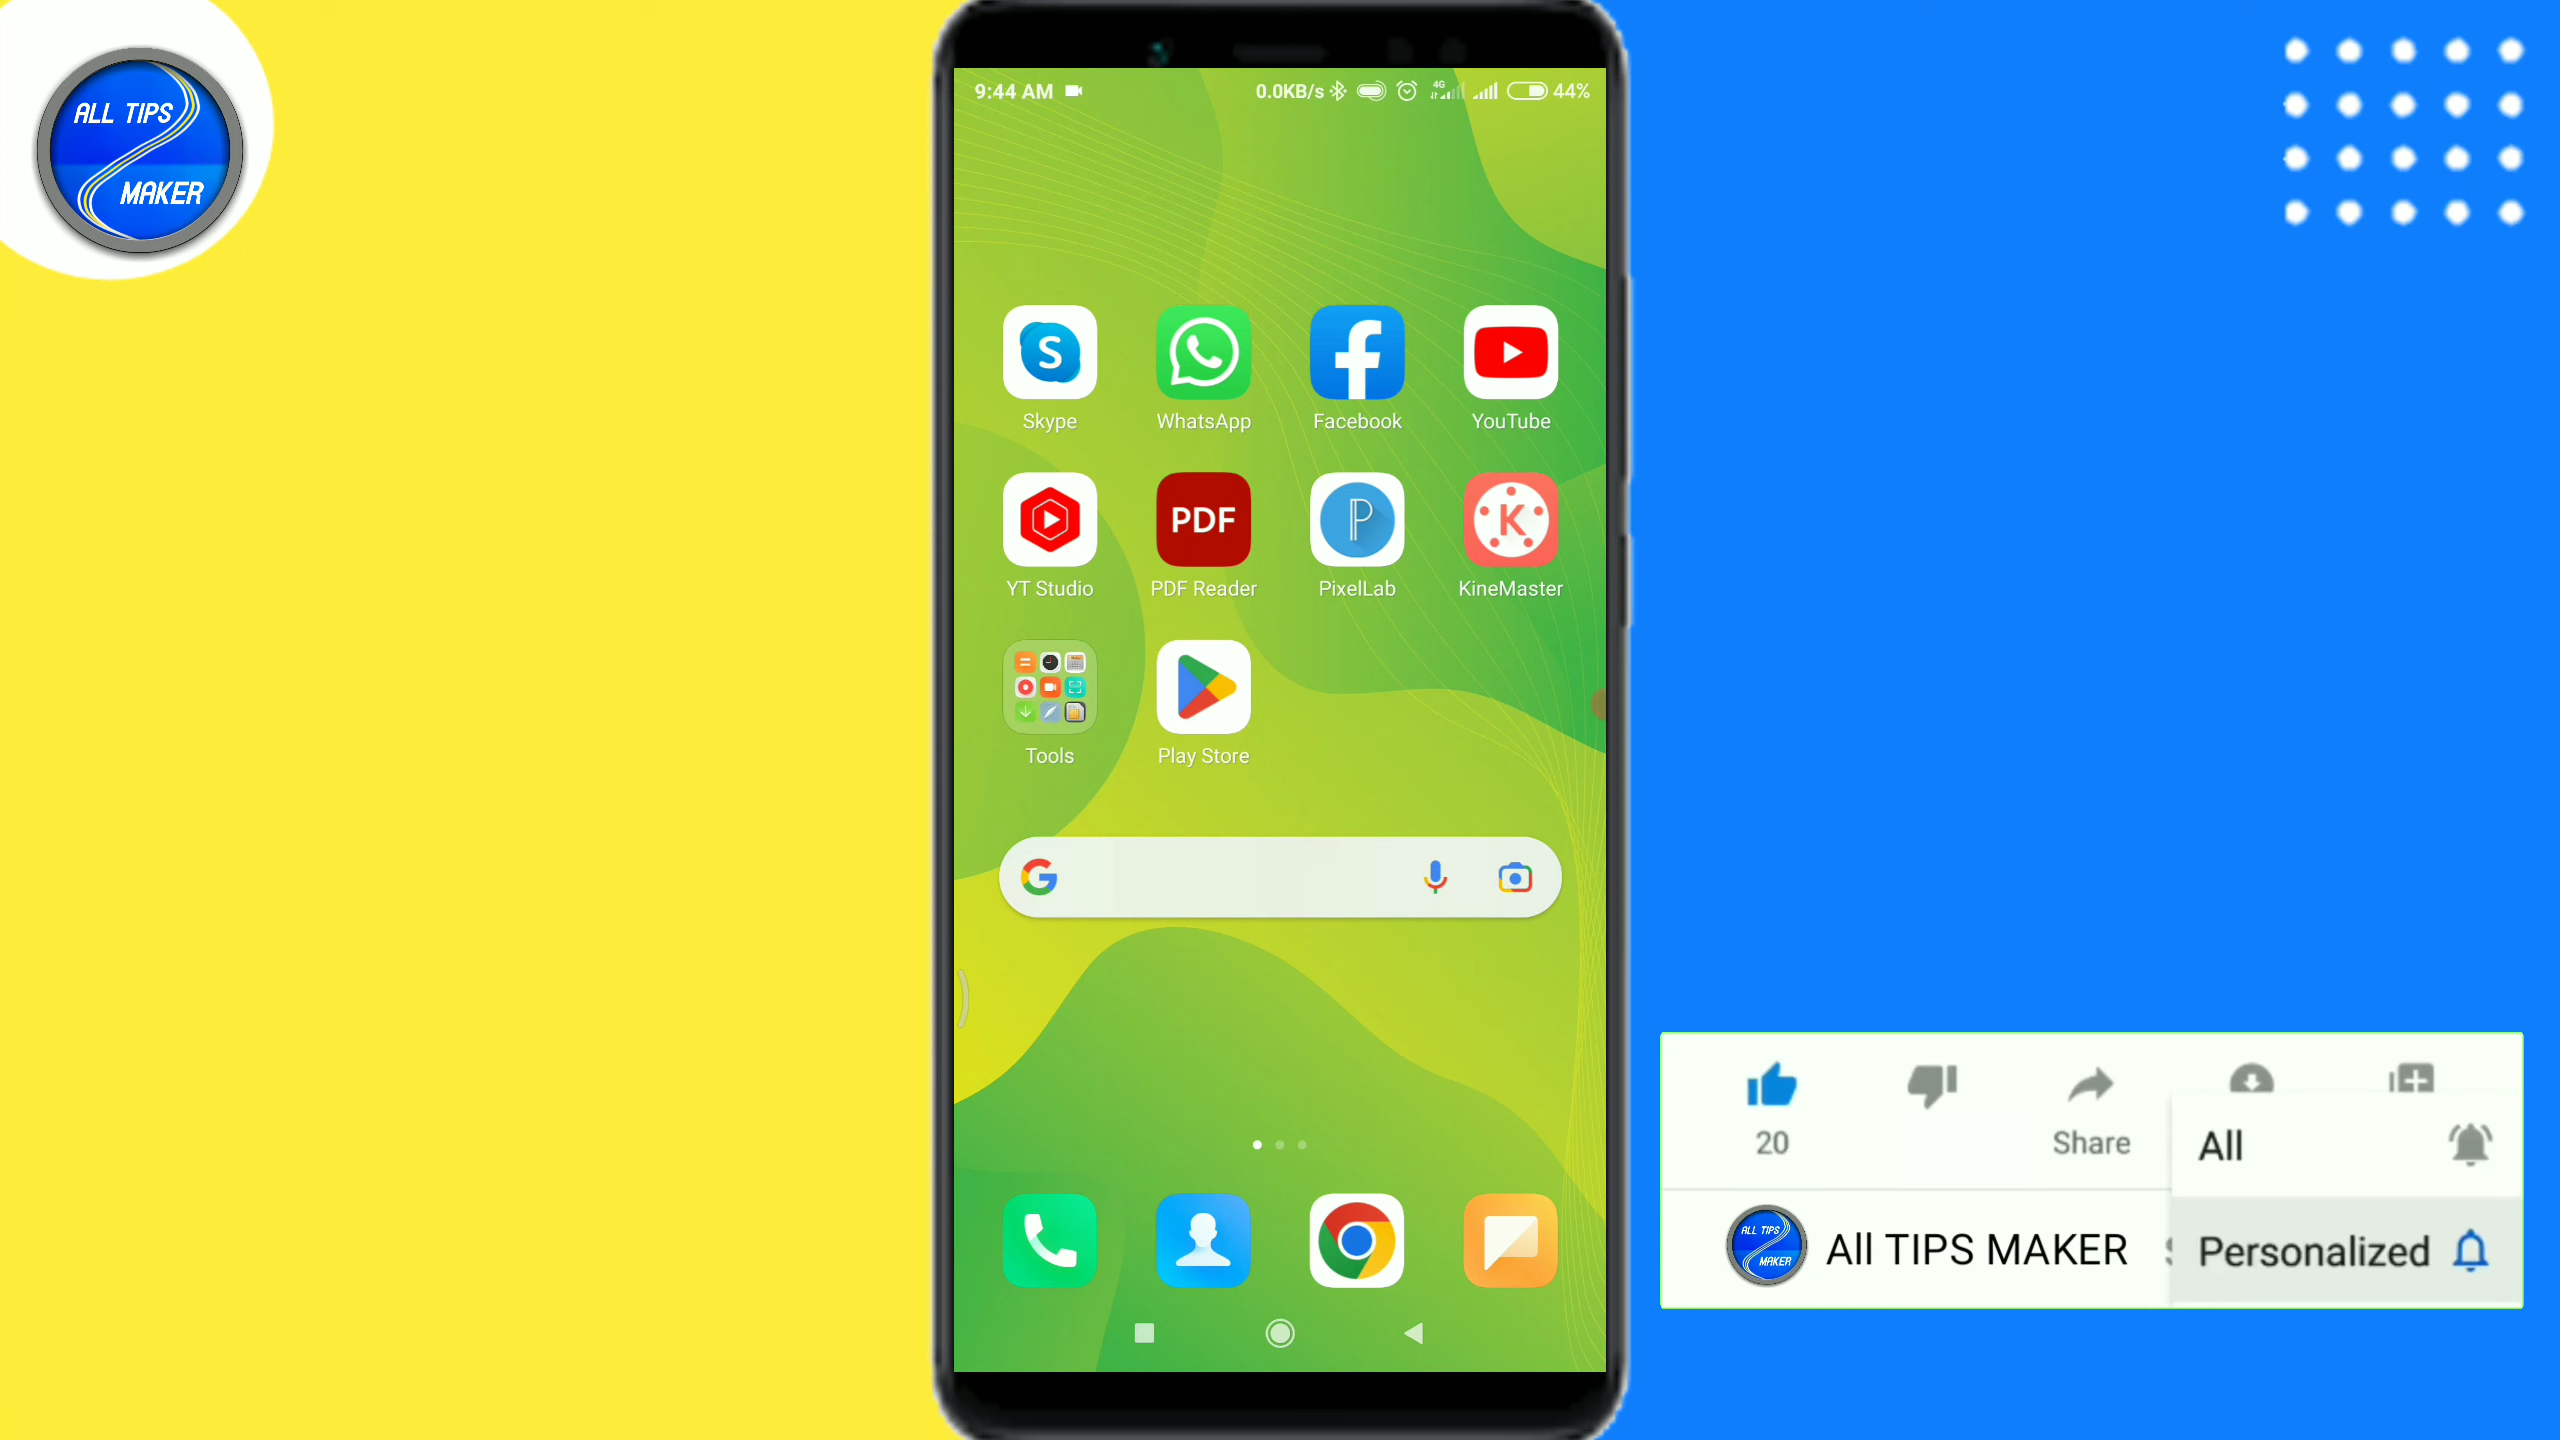 ALL TIPS
MAKER
9:44 AM
0.0KB/s 4G 44%
Skype WhatsApp Facebook YouTube
PDF
YT Studio PDF Reader PixelLab KineMaster
Tools Play Store
20 Share
All
ALL TIPS
MAKER
All TIPS MAKER
Personalized